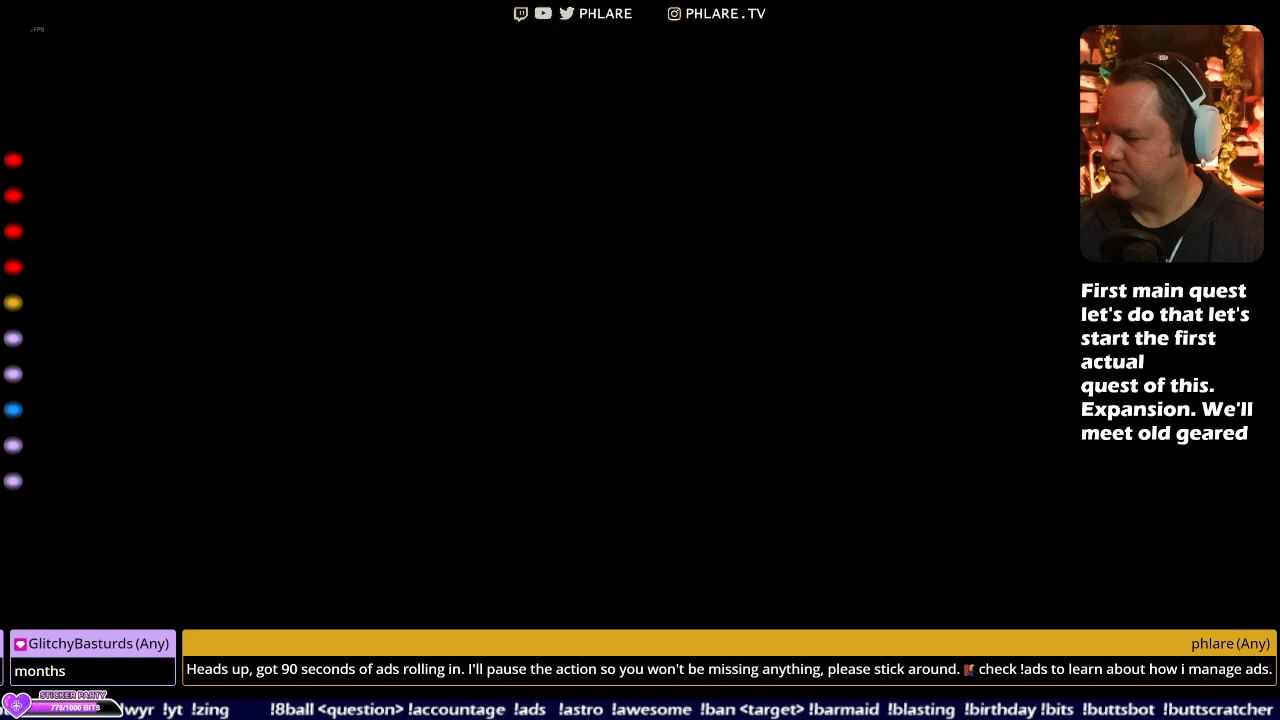 PHLARE PHLARE.TV
.FPS
First main quest
let's do that let's
start the first
actual
quest of this.
Expansion. We'll
meet old geared
GlitchyBasturds (Any)
months
phlare (Any)
Heads up, got 90 seconds of ads rolling in. I'll pause the action so you won't be missing anything, please stick around. check !ads to learn about how i manage ads.
STICKER PARTY
775/1000 BITS
!wyr !yt !zing !8ball <question> !accountage !ads !astro !awesome !ban <target> !barmaid !blasting !birthday !bits !buttsbot !buttscratcher